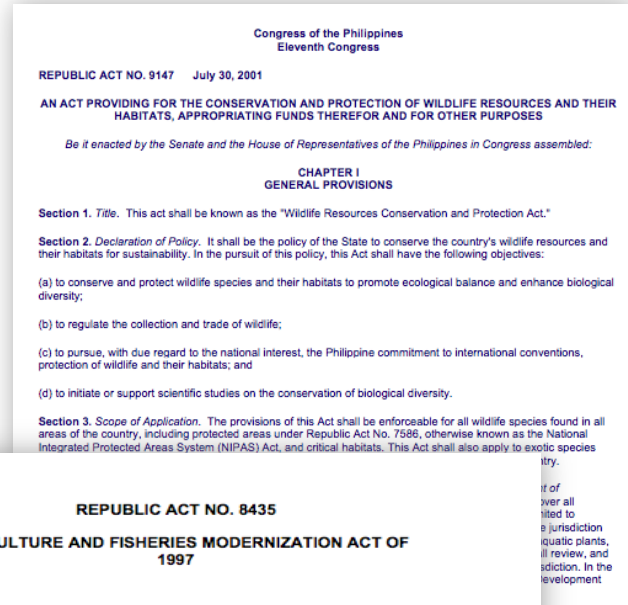 Congress of the Philippines
Eleventh Congress
REPUBLIC ACT NO. 9147 July 30, 2001
AN ACT PROVIDING FOR THE CONSERVATION AND PROTECTION OF WILDLIFE RESOURCES AND THEIR
HABITATS, APPROPRIATING FUNDS THEREFOR AND FOR OTHER PURPOSES
Be it enacted by the Senate and the House of Representatives of the Philippines in Congress assembled:
CHAPTER I
GENERAL PROVISIONS
Section 1. Title. This act shall be known as the "Wildlife Resources Conservation and Protection Act."
Section 2. Declaration of Policy. It shall be the policy of the State to conserve the country's wildlife resources and
their habitats for sustainability. In the pursuit of this policy, this Act shall have the following objectives:
(a) to conserve and protect wildlife species and their habitats to promote ecological balance and enhance biological
diversity;
(b) to regulate the collection and trade of wildlife;
(c) to pursue, with due regard to the national interest, the Philippine commitment to international conventions,
protection of wildlife and their habitats; and
(d) to initiate or support scientific studies on the conservation of biological diversity.
Section 3. Scope of Application. The provisions of this Act shall be enforceable for all wildlife species found in all
areas of the country, including protected areas under Republic Act No. 7586, otherwise known as the National
Integrated Protected Areas System (NIPAS) Act, and critical habitats. This Act shall also apply to exotic species
of
over all
to
jurisdiction
aquatic plants,
review, and
In the
REPUBLIC ACT NO. 8435
AND FISHERIES MODERNIZATION ACT OF
1997